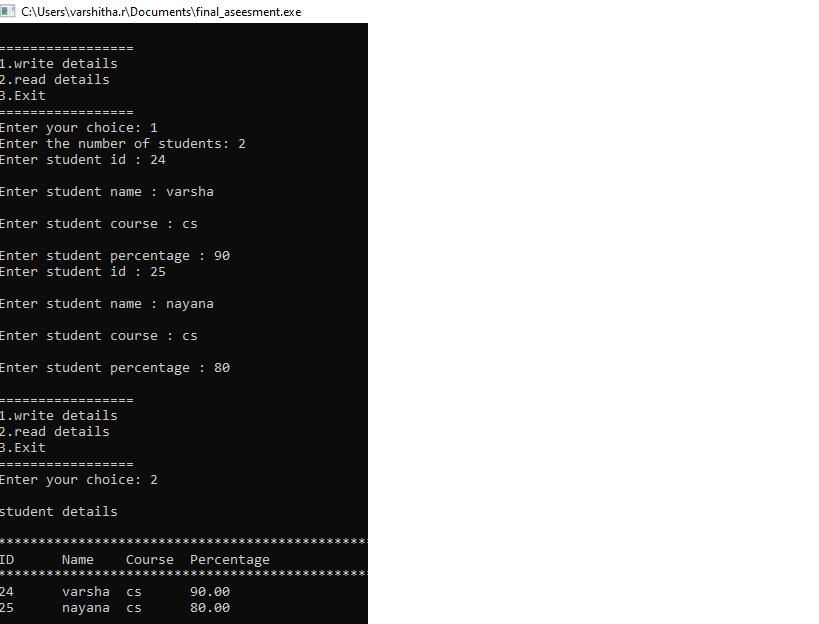 C:\Users\varshitha.r\Documents\final_aseesment.exe
=================
1.write details
2.read details
3.Exit
=================
Enter your choice: 1
Enter the number of students: 2
Enter student id : 24
Enter student name : varsha
Enter student course : cs
Enter student percentage : 90
Enter student id : 25
Enter student name : nayana
Enter student course : cs
Enter student percentage : 80
=================
1.write details
2.read details
3.Exit
=================
Enter your choice: 2
student details
***********************************************
ID Name Course Percentage
***********************************************
24 varsha cs 90.00
25 nayana cs 80.00